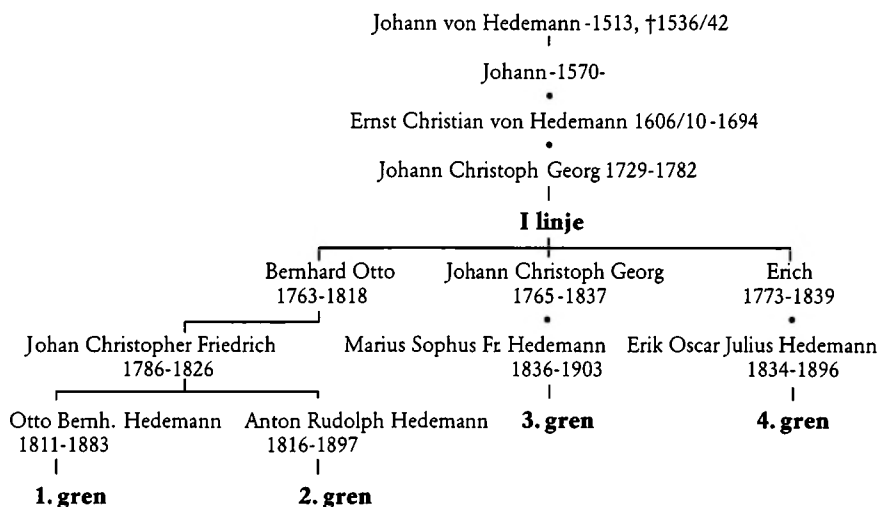 Johann von Hedemann -1513, †1536/42
Johann -1570-
Ernst Christian von Hedemann 1606/10 -1694
Johann Christoph Georg 1729-1782
I linje
Bernhard Otto
1763-1818
Johann Christoph Georg
1765-1837
Erich
1773-1839
Johan Christopher Friedrich
1786-1826
Marius Sophus Fr. Hedemann
1836-1903
Erik Oscar Julius Hedemann
1834-1896
Otto Bernh. Hedemann
1811-1883
Anton Rudolph Hedemann
1816-1897
3. gren
4. gren
1. gren
2. gren